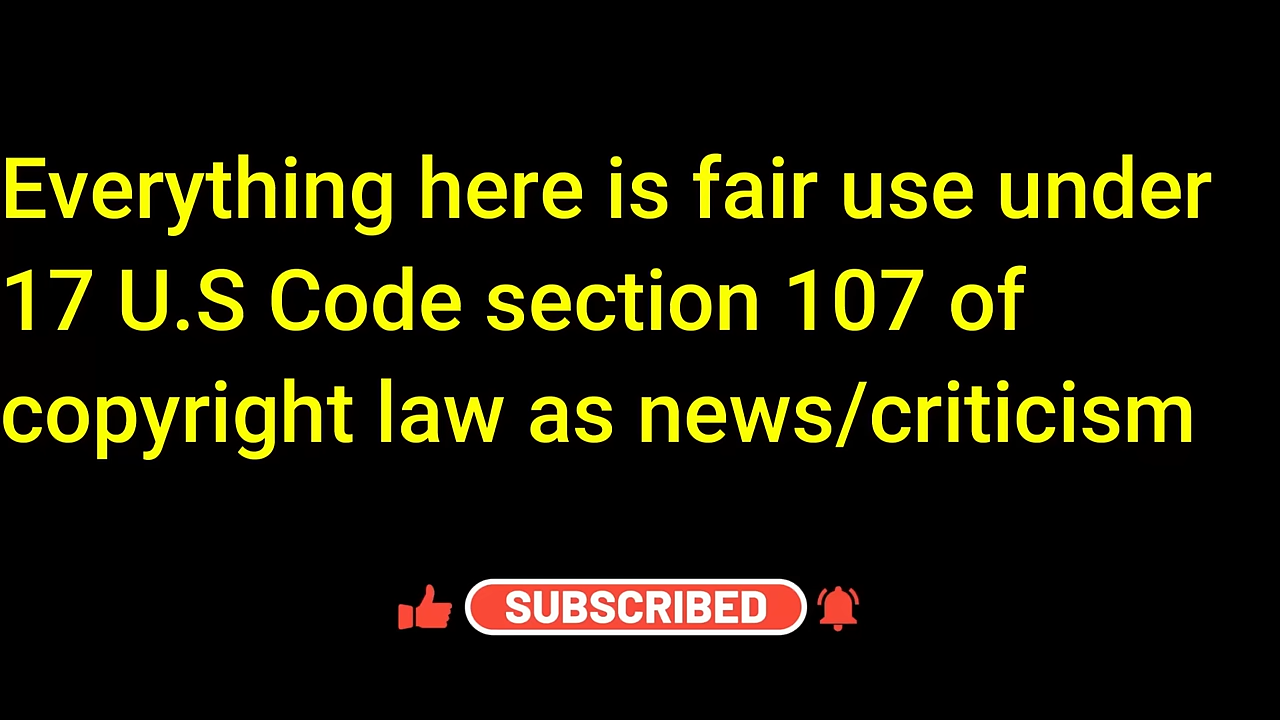 Everything here is fair use under
17 U.S Code section 107 of
copyright law as news/criticism
SUBSCRIBED